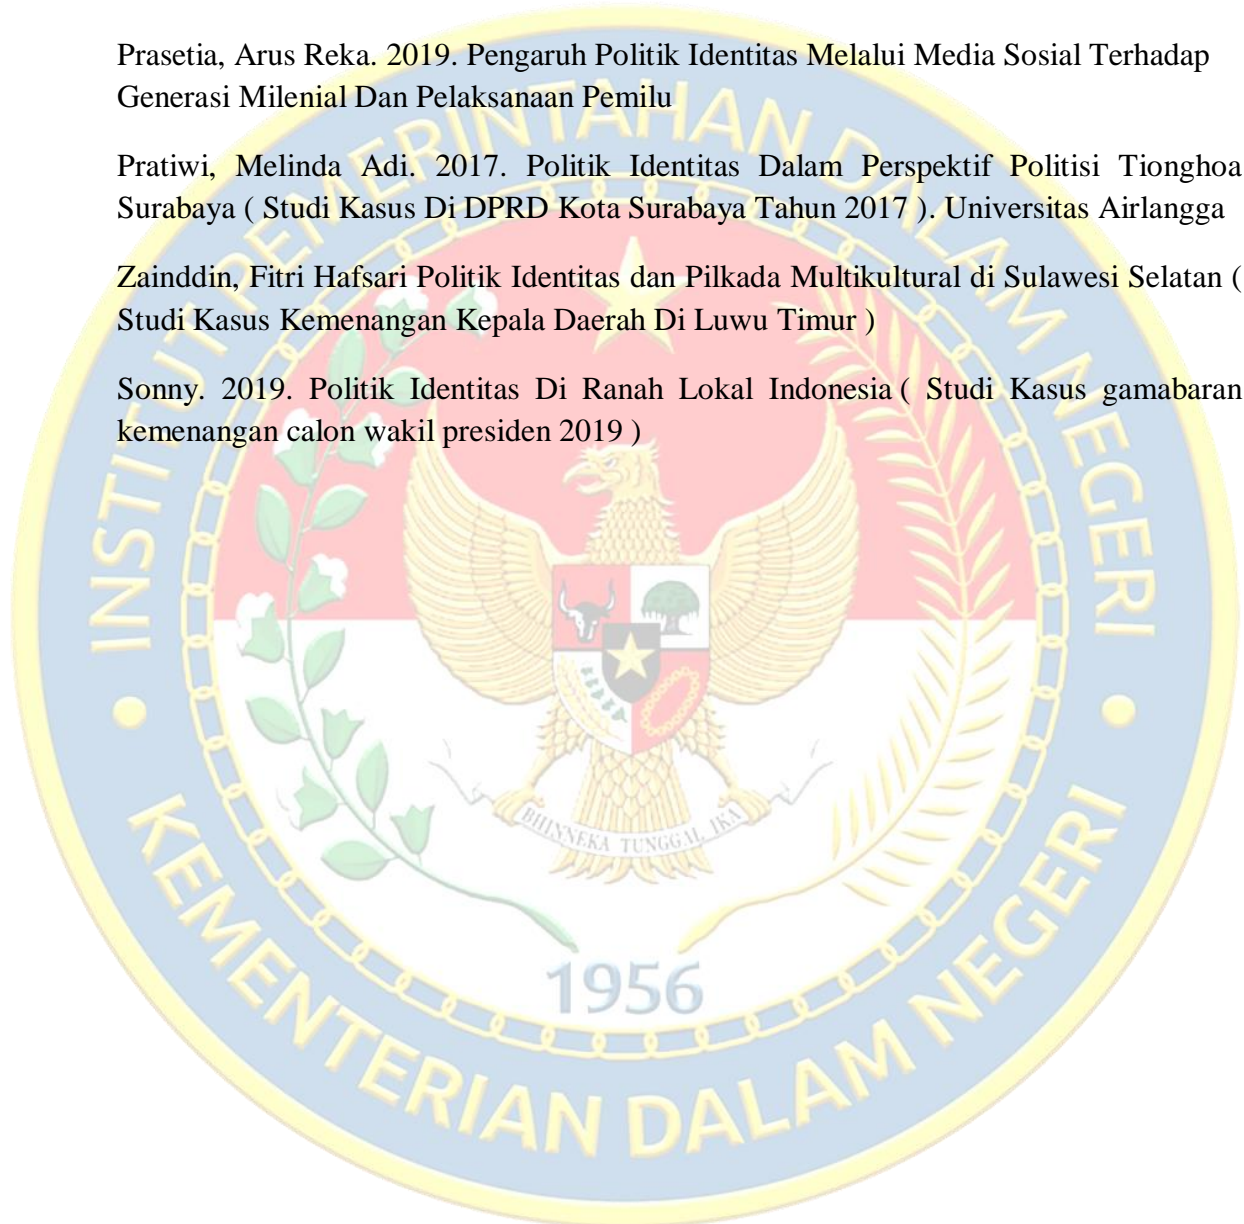 Prasetia, Arus Reka. 2019. Pengaruh Politik Identitas Melalui Media Sosial Terhadap
Generasi Milenial Dan Pelaksanaan Pemilu
Pratiwi, Melinda Adi. 2017. Politik Identitas Dalam Perspektif Politisi Tionghoa
Surabaya ( Studi Kasus Di DPRD Kota Surabaya Tahun 2017 ). Universitas Airlangga
Zainddin, Fitri Hafsari Politik Identitas dan Pilkada Multikultural di Sulawesi Selatan (
Studi Kasus Kemenangan Kepala Daerah Di Luwu Timur )
Sonny. 2019. Politik Identitas Di Ranah Lokal Indonesia ( Studi Kasus gamabaran
kemenangan calon wakil presiden 2019 )
INSTITUT PEMERINTAHAN DALAM NEGERI
BHINNEKA TUNGGAL IKA
1956
KEMENTERIAN DALAM NEGERI